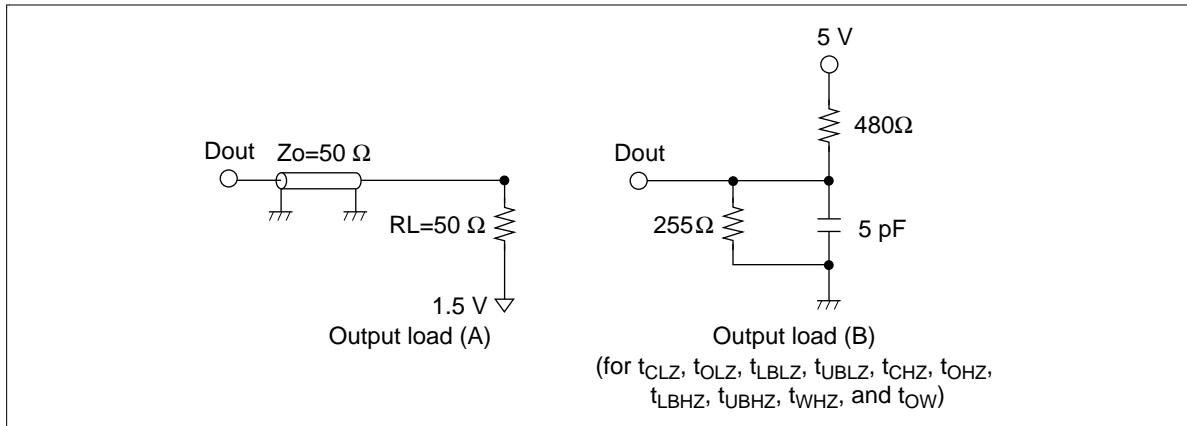 Dout
Zo=50 Ω
RL=50 Ω
1.5 V
Output load (A)
5 V
480Ω
Dout
255Ω
5 pF
Output load (B)
(for tCLZ, tOLZ, tLBLZ, tUBLZ, tCHZ, tOHZ,
tLBHZ, tUBHZ, tWHZ, and tOW)